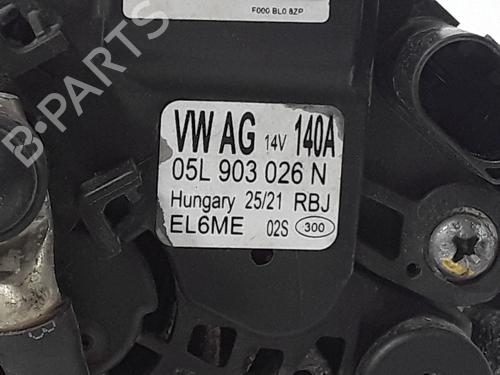 F000 BL0 8ZP
VW AG 14V 140A
05L 903 026 N
Hungary 25/21 RBJ
EL6ME 02S 300
B-PARTS